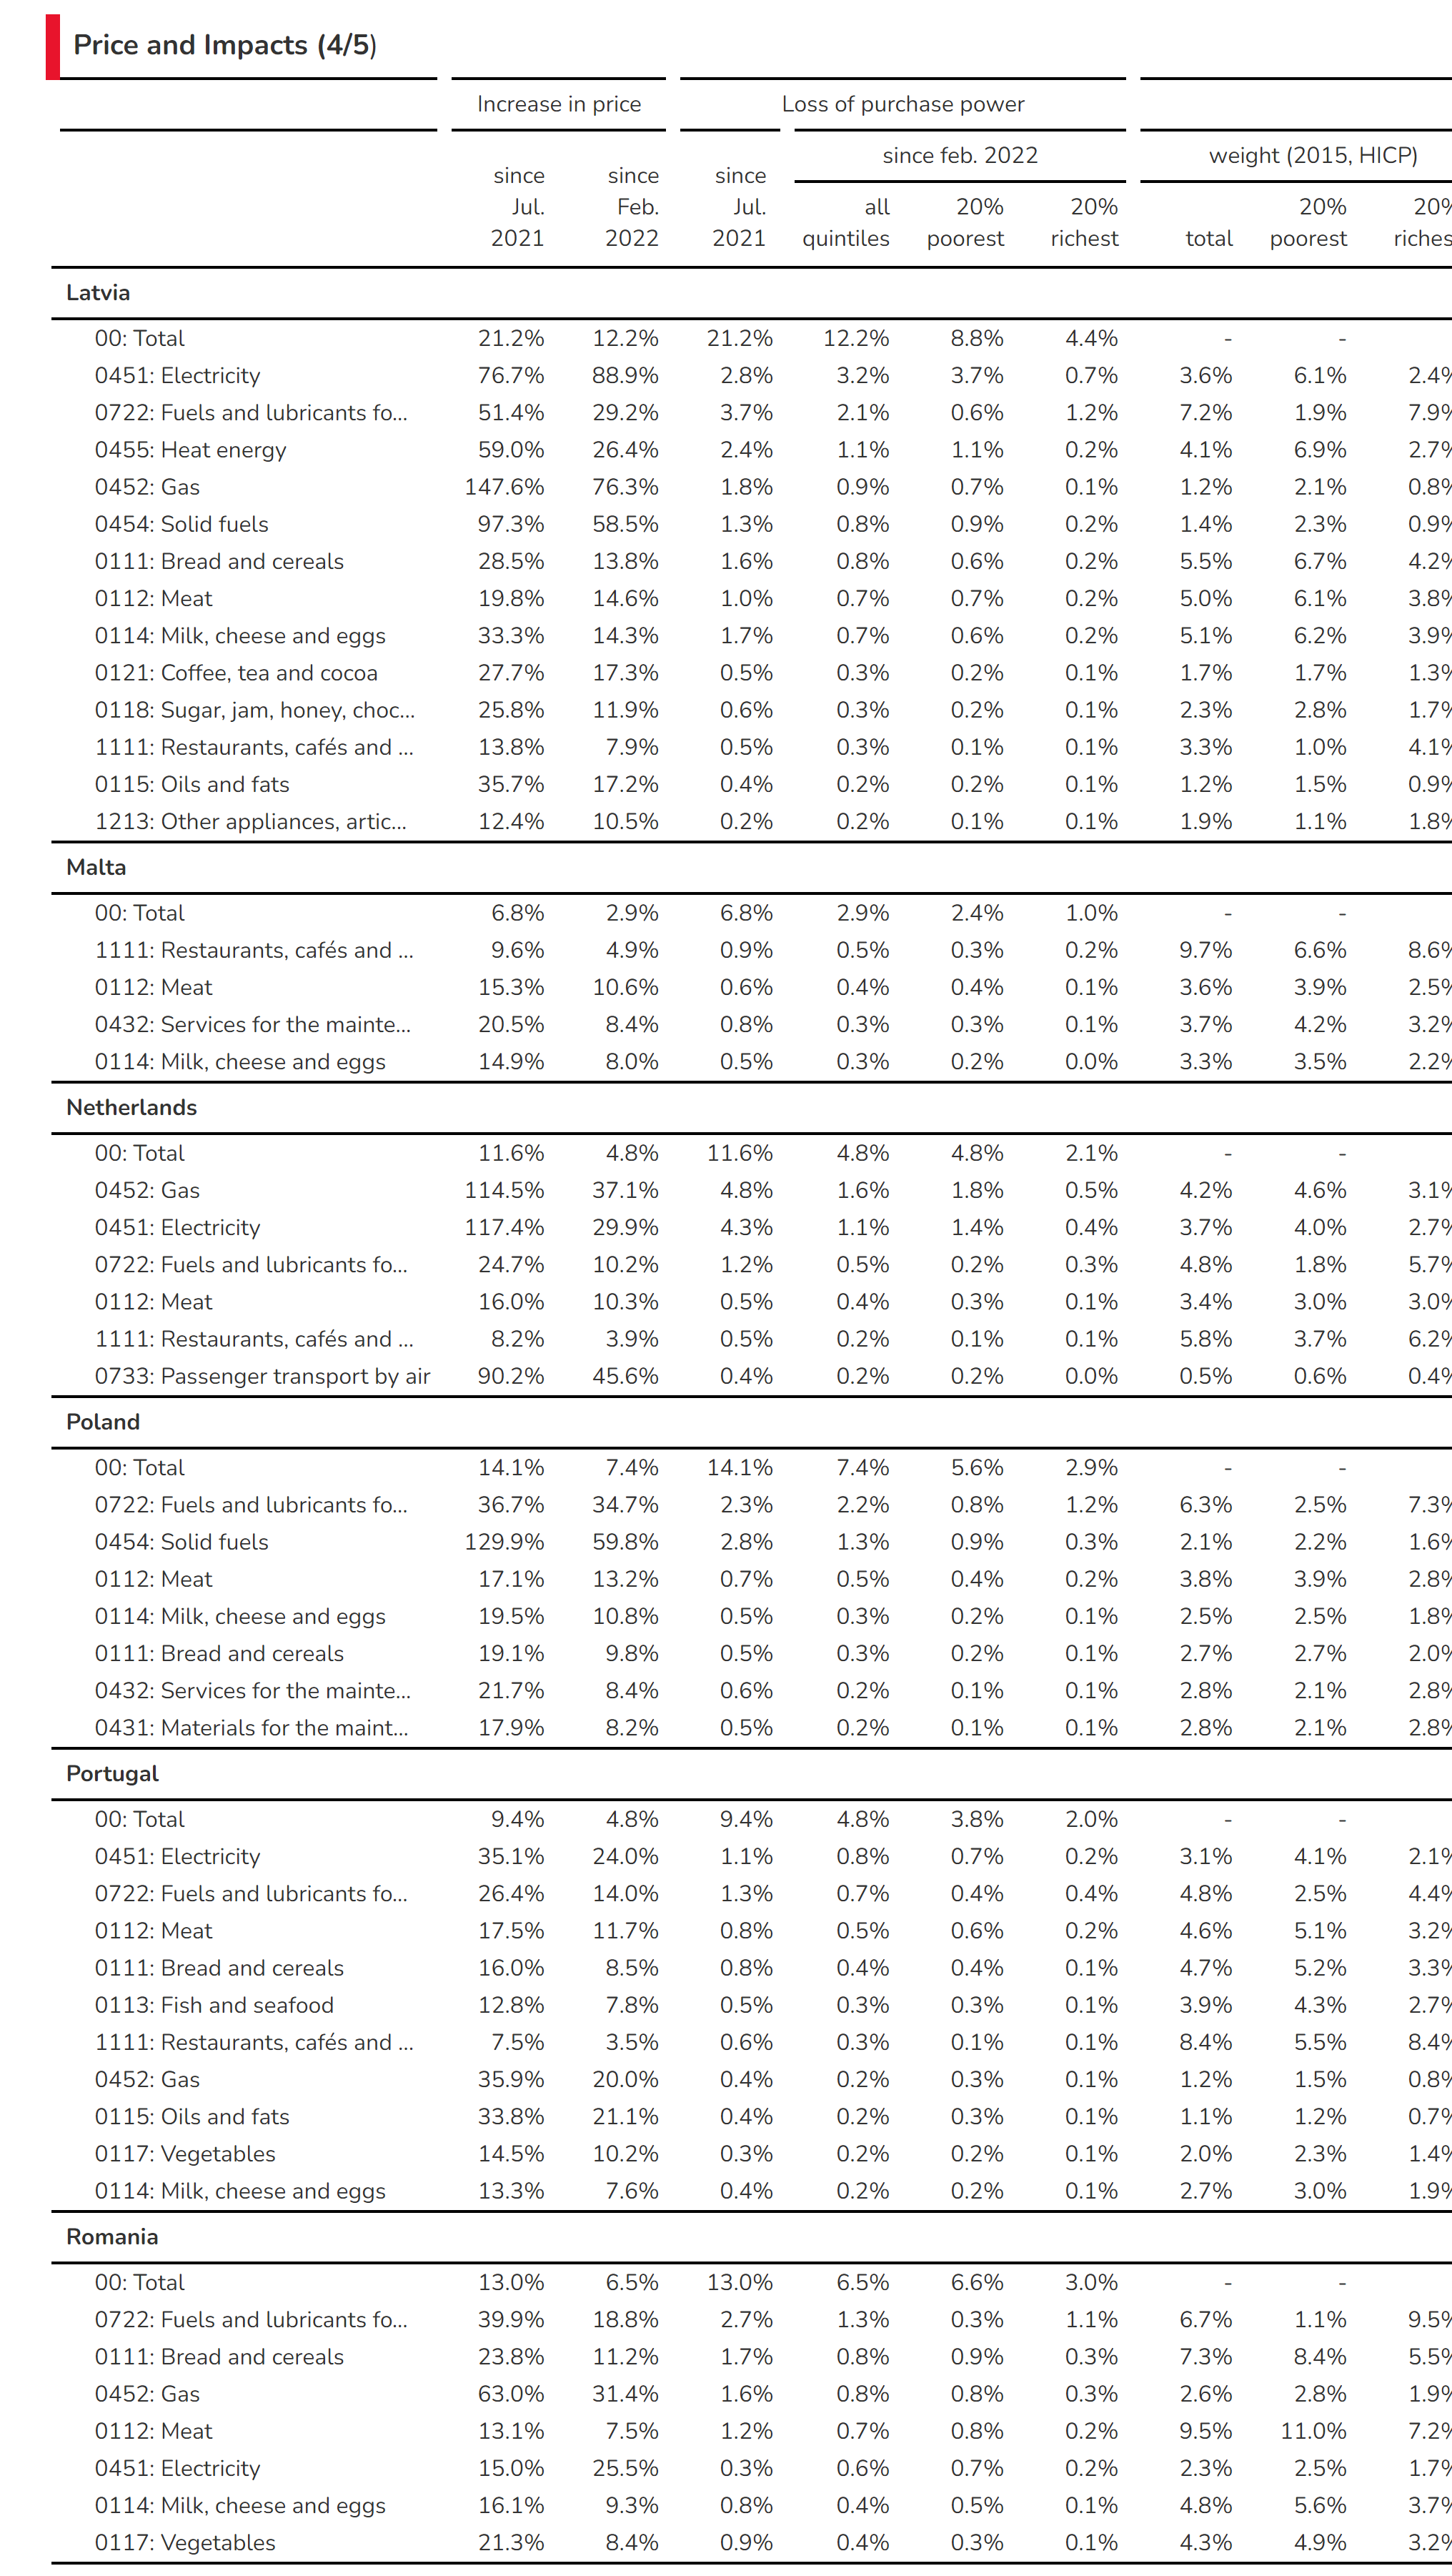 Price and Impacts (4/5)
Increase in price Loss of purchase power
since feb. 2022 weight (2015, HICP)
since since since
Jul. Feb. Jul. all 20% 20% 20% 20%
2021 2022 2021 quintiles poorest richest total poorest riches
Latvia
00: Total 21.2% 12.2% 21.2% 12.2% 8.8% 4.4% - -
0451: Electricity 76.7% 88.9% 2.8% 3.2% 3.7% 0.7% 3.6% 6.1% 2.4%
0722: Fuels and lubricants fo... 51.4% 29.2% 3.7% 2.1% 0.6% 1.2% 7.2% 1.9% 7.9%
0455: Heat energy 59.0% 26.4% 2.4% 1.1% 1.1% 0.2% 4.1% 6.9% 2.7%
0452: Gas 147.6% 76.3% 1.8% 0.9% 0.7% 0.1% 1.2% 2.1% 0.8%
0454: Solid fuels 97.3% 58.5% 1.3% 0.8% 0.9% 0.2% 1.4% 2.3% 0.9%
0111: Bread and cereals 28.5% 13.8% 1.6% 0.8% 0.6% 0.2% 5.5% 6.7% 4.2%
0112: Meat 19.8% 14.6% 1.0% 0.7% 0.7% 0.2% 5.0% 6.1% 3.8%
0114: Milk, cheese and eggs 33.3% 14.3% 1.7% 0.7% 0.6% 0.2% 5.1% 6.2% 3.9%
0121: Coffee, tea and cocoa 27.7% 17.3% 0.5% 0.3% 0.2% 0.1% 1.7% 1.7% 1.3%
0118: Sugar, jam, honey, choc... 25.8% 11.9% 0.6% 0.3% 0.2% 0.1% 2.3% 2.8% 1.7%
1111: Restaurants, cafés and ... 13.8% 7.9% 0.5% 0.3% 0.1% 0.1% 3.3% 1.0% 4.1%
0115: Oils and fats 35.7% 17.2% 0.4% 0.2% 0.2% 0.1% 1.2% 1.5% 0.9%
1213: Other appliances, artic... 12.4% 10.5% 0.2% 0.2% 0.1% 0.1% 1.9% 1.1% 1.8%
Malta
00: Total 6.8% 2.9% 6.8% 2.9% 2.4% 1.0% - -
1111: Restaurants, cafés and ... 9.6% 4.9% 0.9% 0.5% 0.3% 0.2% 9.7% 6.6% 8.6%
0112: Meat 15.3% 10.6% 0.6% 0.4% 0.4% 0.1% 3.6% 3.9% 2.5%
0432: Services for the mainte... 20.5% 8.4% 0.8% 0.3% 0.3% 0.1% 3.7% 4.2% 3.2%
0114: Milk, cheese and eggs 14.9% 8.0% 0.5% 0.3% 0.2% 0.0% 3.3% 3.5% 2.2%
Netherlands
00: Total 11.6% 4.8% 11.6% 4.8% 4.8% 2.1% - -
0452: Gas 114.5% 37.1% 4.8% 1.6% 1.8% 0.5% 4.2% 4.6% 3.1%
0451: Electricity 117.4% 29.9% 4.3% 1.1% 1.4% 0.4% 3.7% 4.0% 2.7%
0722: Fuels and lubricants fo... 24.7% 10.2% 1.2% 0.5% 0.2% 0.3% 4.8% 1.8% 5.7%
0112: Meat 16.0% 10.3% 0.5% 0.4% 0.3% 0.1% 3.4% 3.0% 3.0%
1111: Restaurants, cafés and ... 8.2% 3.9% 0.5% 0.2% 0.1% 0.1% 5.8% 3.7% 6.2%
0733: Passenger transport by air 90.2% 45.6% 0.4% 0.2% 0.2% 0.0% 0.5% 0.6% 0.4%
Poland
00: Total 14.1% 7.4% 14.1% 7.4% 5.6% 2.9% - -
0722: Fuels and lubricants fo... 36.7% 34.7% 2.3% 2.2% 0.8% 1.2% 6.3% 2.5% 7.3%
0454: Solid fuels 129.9% 59.8% 2.8% 1.3% 0.9% 0.3% 2.1% 2.2% 1.6%
0112: Meat 17.1% 13.2% 0.7% 0.5% 0.4% 0.2% 3.8% 3.9% 2.8%
0114: Milk, cheese and eggs 19.5% 10.8% 0.5% 0.3% 0.2% 0.1% 2.5% 2.5% 1.8%
0111: Bread and cereals 19.1% 9.8% 0.5% 0.3% 0.2% 0.1% 2.7% 2.7% 2.0%
0432: Services for the mainte... 21.7% 8.4% 0.6% 0.2% 0.1% 0.1% 2.8% 2.1% 2.8%
0431: Materials for the maint... 17.9% 8.2% 0.5% 0.2% 0.1% 0.1% 2.8% 2.1% 2.8%
Portugal
00: Total 9.4% 4.8% 9.4% 4.8% 3.8% 2.0% - -
0451: Electricity 35.1% 24.0% 1.1% 0.8% 0.7% 0.2% 3.1% 4.1% 2.1%
0722: Fuels and lubricants fo... 26.4% 14.0% 1.3% 0.7% 0.4% 0.4% 4.8% 2.5% 4.4%
0112: Meat 17.5% 11.7% 0.8% 0.5% 0.6% 0.2% 4.6% 5.1% 3.2%
0111: Bread and cereals 16.0% 8.5% 0.8% 0.4% 0.4% 0.1% 4.7% 5.2% 3.3%
0113: Fish and seafood 12.8% 7.8% 0.5% 0.3% 0.3% 0.1% 3.9% 4.3% 2.7%
1111: Restaurants, cafés and ... 7.5% 3.5% 0.6% 0.3% 0.1% 0.1% 8.4% 5.5% 8.4%
0452: Gas 35.9% 20.0% 0.4% 0.2% 0.3% 0.1% 1.2% 1.5% 0.8%
0115: Oils and fats 33.8% 21.1% 0.4% 0.2% 0.3% 0.1% 1.1% 1.2% 0.7%
0117: Vegetables 14.5% 10.2% 0.3% 0.2% 0.2% 0.1% 2.0% 2.3% 1.4%
0114: Milk, cheese and eggs 13.3% 7.6% 0.4% 0.2% 0.2% 0.1% 2.7% 3.0% 1.9%
Romania
00: Total 13.0% 6.5% 13.0% 6.5% 6.6% 3.0% - -
0722: Fuels and lubricants fo... 39.9% 18.8% 2.7% 1.3% 0.3% 1.1% 6.7% 1.1% 9.5%
0111: Bread and cereals 23.8% 11.2% 1.7% 0.8% 0.9% 0.3% 7.3% 8.4% 5.5%
0452: Gas 63.0% 31.4% 1.6% 0.8% 0.8% 0.3% 2.6% 2.8% 1.9%
0112: Meat 13.1% 7.5% 1.2% 0.7% 0.8% 0.2% 9.5% 11.0% 7.2%
0451: Electricity 15.0% 25.5% 0.3% 0.6% 0.7% 0.2% 2.3% 2.5% 1.7%
0114: Milk, cheese and eggs 16.1% 9.3% 0.8% 0.4% 0.5% 0.1% 4.8% 5.6% 3.7%
0117: Vegetables 21.3% 8.4% 0.9% 0.4% 0.3% 0.1% 4.3% 4.9% 3.2%